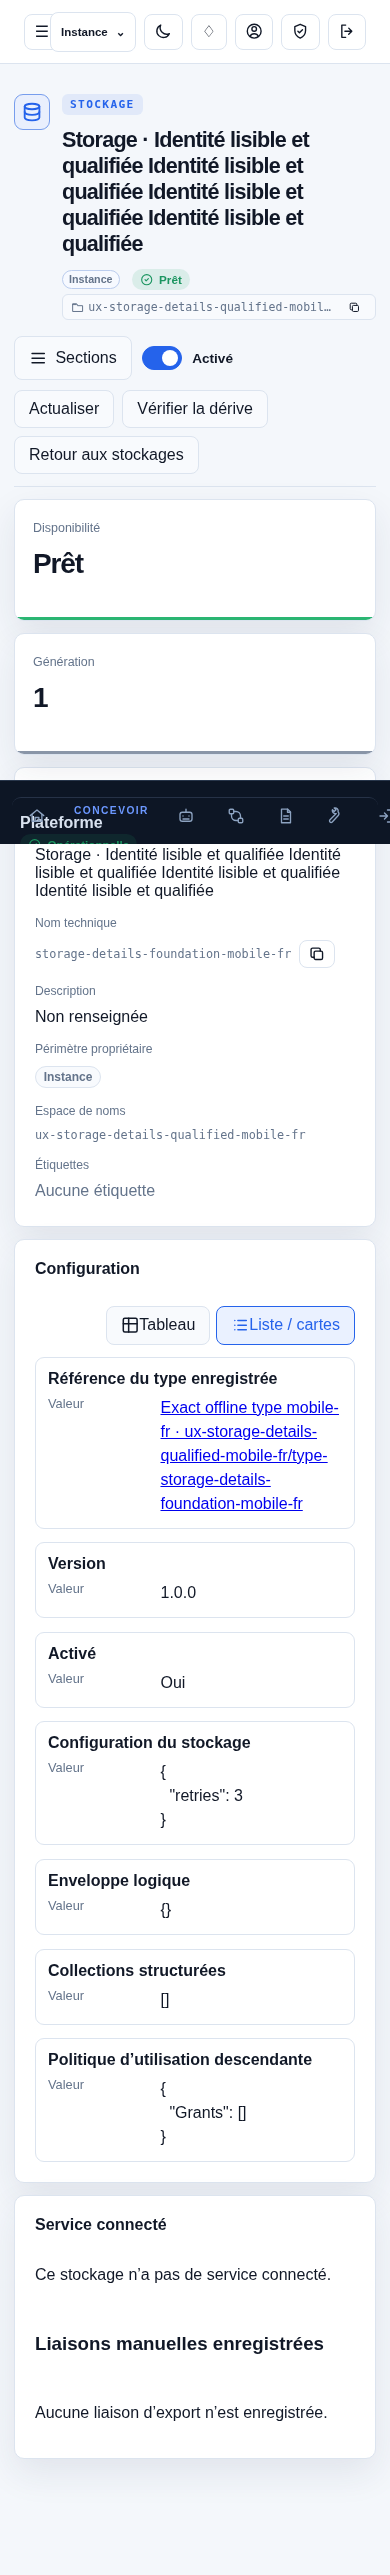 Instance
STOCKAGE
Storage · Identité lisible et
qualifiée Identité lisible et
qualifiée Identité lisible et
qualifiée Identité lisible et
qualifiée
Instance
Prêt
ux-storage-details-qualified-mobil…
Sections
Activé
Actualiser
Vérifier la dérive
Retour aux stockages
Disponibilité
Prêt
Génération
1
CONCEVOIR
Plateforme
Opérationnelle
Storage · Identité lisible et qualifiée Identité
lisible et qualifiée Identité lisible et qualifiée
Identité lisible et qualifiée
Nom technique
storage-details-foundation-mobile-fr
Description
Non renseignée
Périmètre propriétaire
Instance
Espace de noms
ux-storage-details-qualified-mobile-fr
Étiquettes
Aucune étiquette
Configuration
Tableau
Liste / cartes
Référence du type enregistrée
Valeur
Exact offline type mobile-
fr · ux-storage-details-
qualified-mobile-fr/type-
storage-details-
foundation-mobile-fr
Version
Valeur
1.0.0
Activé
Valeur
Oui
Configuration du stockage
Valeur
{
"retries": 3
}
Enveloppe logique
Valeur
{}
Collections structurées
Valeur
[]
Politique d’utilisation descendante
Valeur
{
"Grants": []
}
Service connecté
Ce stockage n’a pas de service connecté.
Liaisons manuelles enregistrées
Aucune liaison d’export n’est enregistrée.